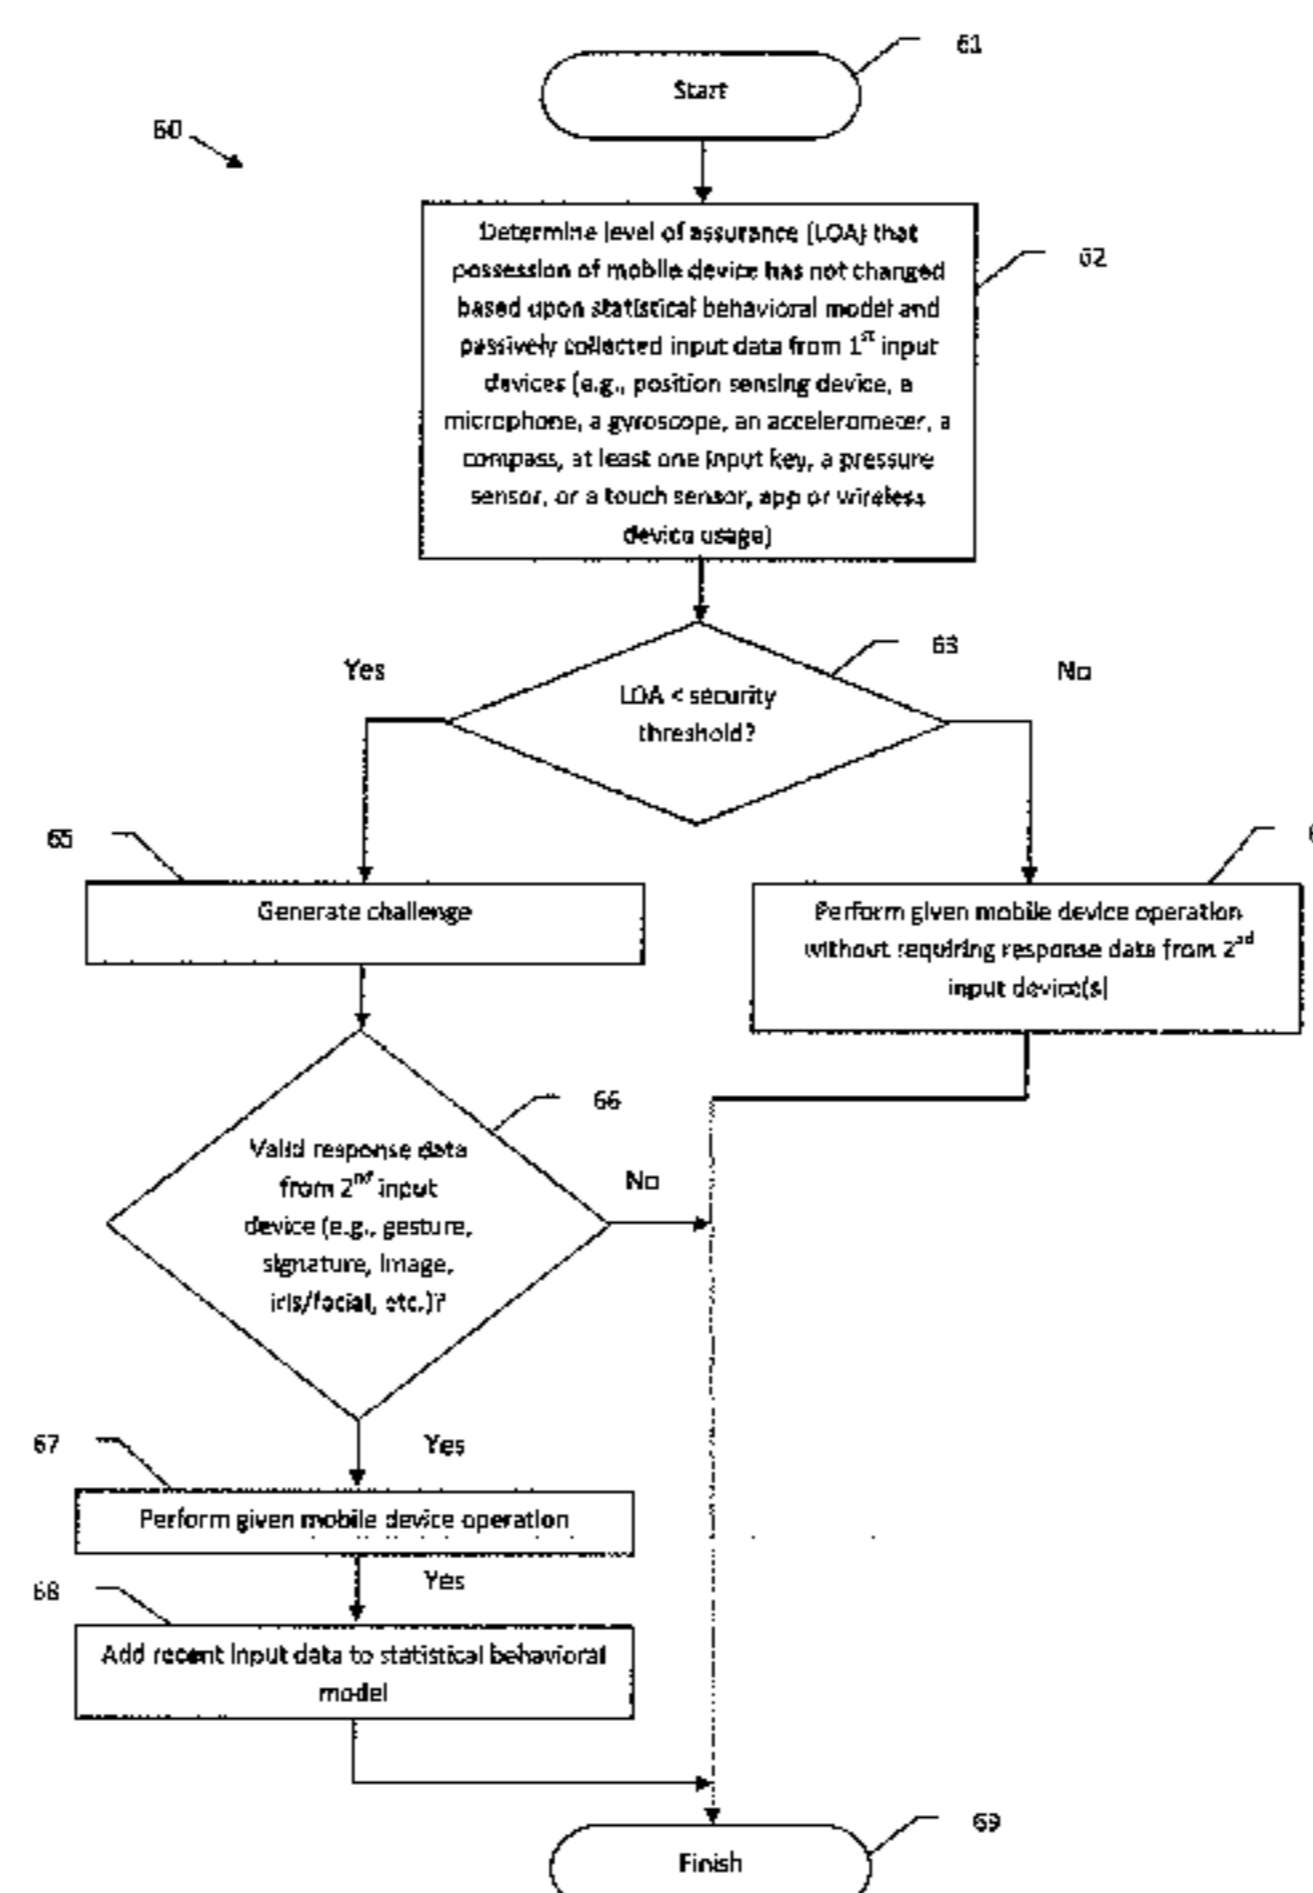 61
Start
60
Determine level of assurance (LOA) that
possession of mobile device has not changed
based upon statistical behavioral model and
passively collected input data from 1st input
devices (e.g., position sensing device, a
microphone, a gyroscope, an accelerometer, a
compass, at least one input key, a pressure
sensor, or a touch sensor, app or wireless
device usage)
62
63
Yes
No
LOA < security
threshold?
65
Generate challenge
Perform given mobile device operation
without requiring response data from 2nd
input device(s)
66
Valid response data
from 2nd input
device (e.g., gesture,
signature, image,
iris/facial, etc.)?
No
67
Yes
Perform given mobile device operation
68
Yes
Add recent input data to statistical behavioral
model
69
Finish